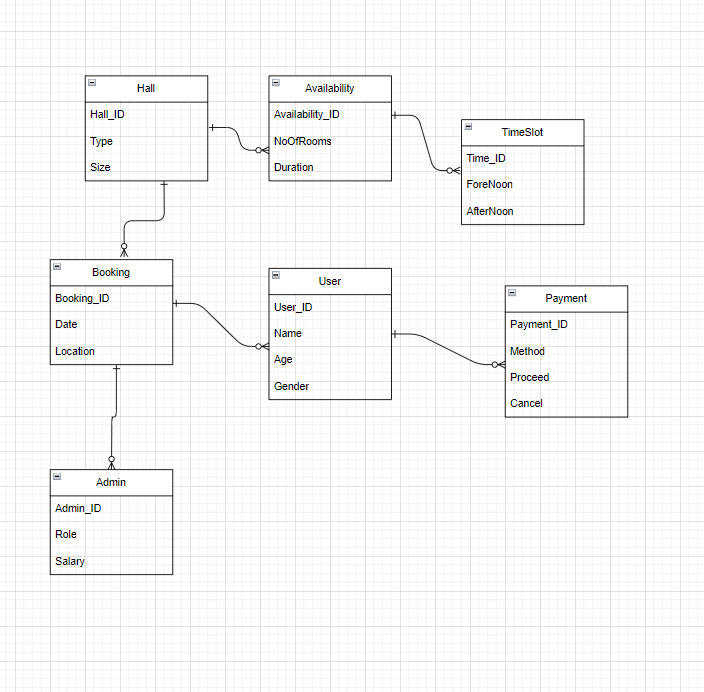 Hall
Hall_ID
Type
Size
Availability
Availability_ID
NoOfRooms
Duration
TimeSlot
Time_ID
ForeNoon
AfterNoon
Booking
Booking_ID
Date
Location
User
User_ID
Name
Age
Gender
Payment
Payment_ID
Method
Proceed
Cancel
Admin
Admin_ID
Role
Salary